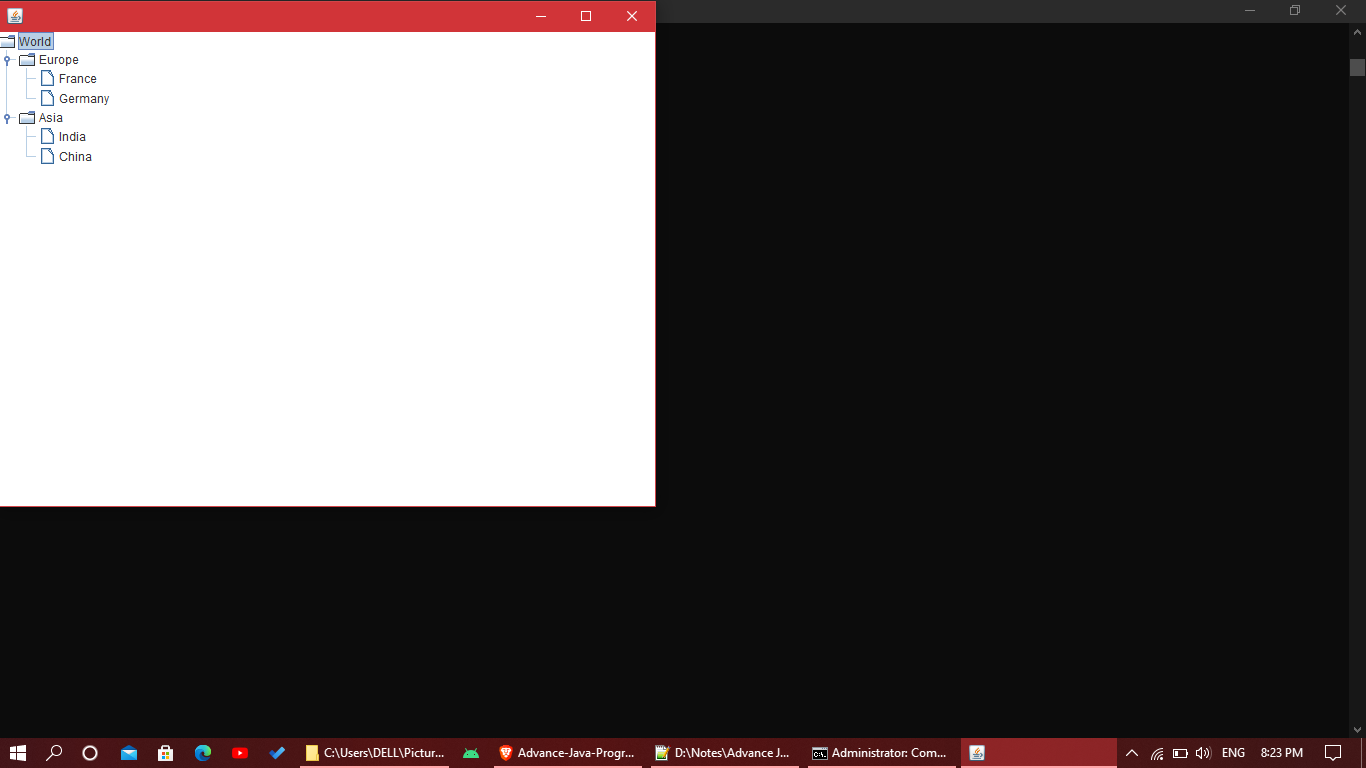 World
Europe
France
Germany
Asia
India
China
C:\Users\DELL\Pictur...
Advance-Java-Progr...
D:\Notes\Advance J...
Administrator: Com...
ENG
8:23 PM